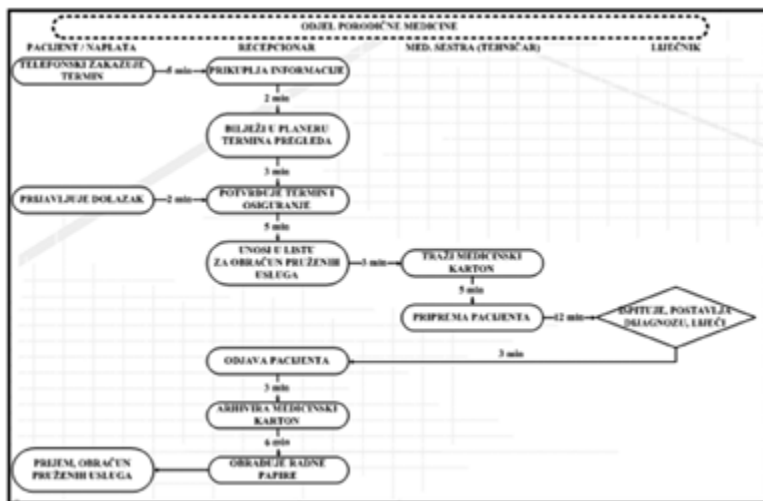 ODJEL PORODIČNE MEDICINE
PACIJENT / NAPLATA
RECEPCIONAR
MED. SESTRA (TEHNIČAR)
LIJEČNIK
TELEFONSKI ZAKAZUJE
TERMIN
5 min
PRIKUPLJA INFORMACIJE
2 min
BILJEŽI U PLANERU
TERMINA PREGLEDA
3 min
PRIJAVLJUJE DOLAZAK
2 min
POTVRĐUJE TERMIN I
OSIGURANJE
5 min
UNOSI U LISTU
ZA OBRAČUN PRUŽENIH
USLUGA
3 min
TRAŽI MEDICINSKI
KARTON
5 min
PRIPREMA PACIJENTA
12 min
ISPITUJE, POSTAVLJA
DIJAGNOZU, LIJEČI
3 min
ODJAVA PACIJENTA
3 min
ARHIVIRA MEDICINSKI
KARTON
6 min
OBRAĐUJE RADNE
PAPIRE
PRIJEM, OBRAČUN
PRUŽENIH USLUGA